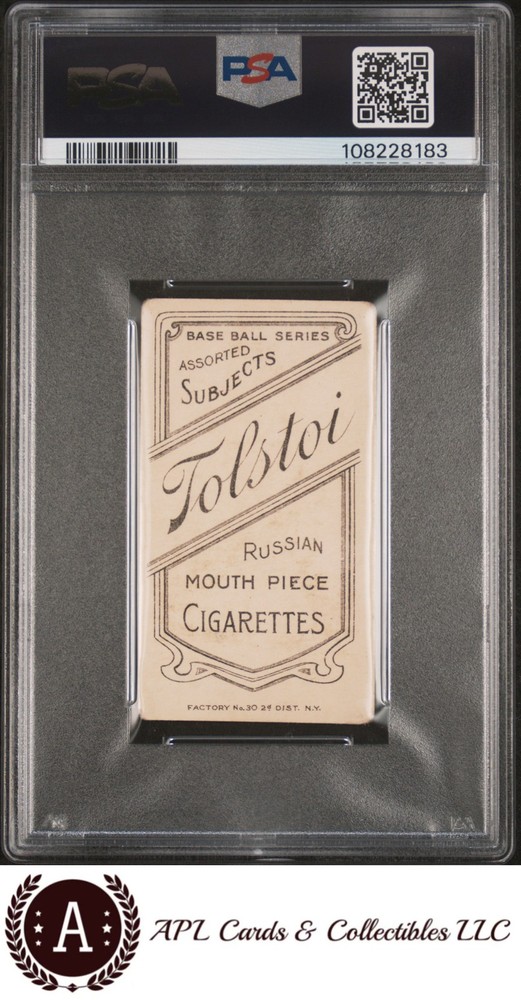 PSA
PSA
108228183
BASE BALL SERIES
ASSORTED
SUBJECTS
Tolstoi
RUSSIAN
MOUTH PIECE
CIGARETTES
FACTORY No. 30 2d DIST. N.Y.
A
APL Cards & Collectibles LLC